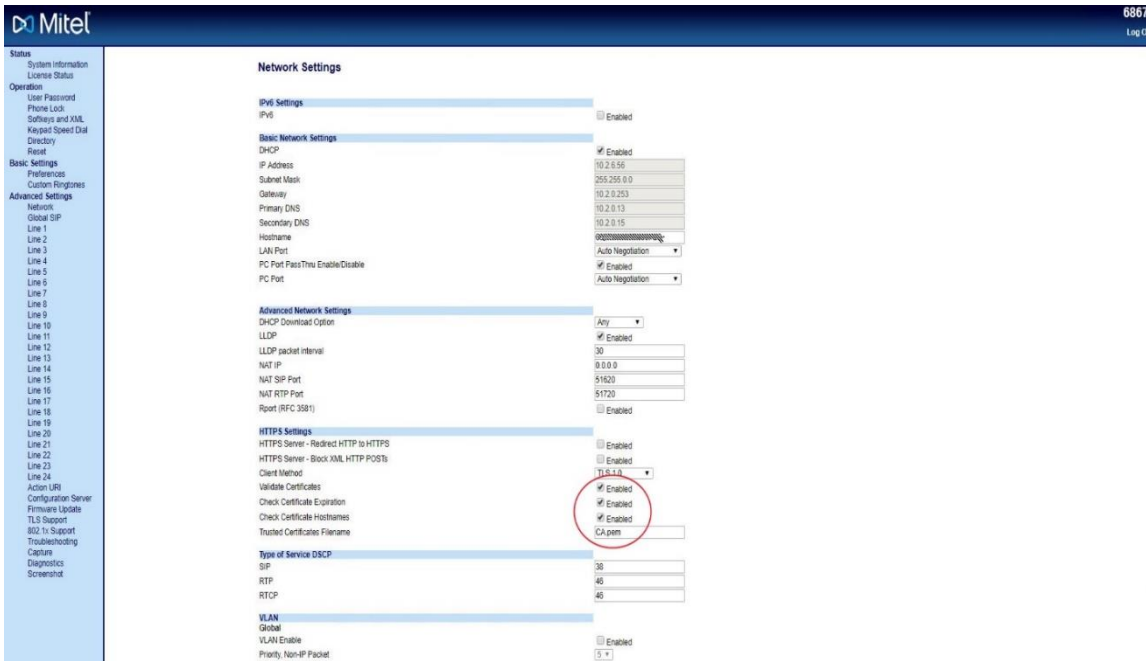 Mitel
6867
Log O
Status
System Information
License Status
Operation
User Password
Phone Lock
Softkeys and XML
Keypad Speed Dial
Directory
Reset
Basic Settings
Preferences
Custom Ringtones
Advanced Settings
Network
Global SIP
Line 1
Line 2
Line 3
Line 4
Line 5
Line 6
Line 7
Line 8
Line 9
Line 10
Line 11
Line 12
Line 13
Line 14
Line 15
Line 16
Line 17
Line 18
Line 19
Line 20
Line 21
Line 22
Line 23
Line 24
Action URI
Configuration Server
Firmware Update
TLS Support
802.1x Support
Troubleshooting
Capture
Diagnostics
Screenshot
Network Settings
IPv6 Settings
IPv6 Enabled
Basic Network Settings
DHCP Enabled
IP Address 10.2.6.56
Subnet Mask 255.255.0.0
Gateway 10.2.0.253
Primary DNS 10.2.0.13
Secondary DNS 10.2.0.15
Hostname
LAN Port Auto Negotiation
PC Port PassThru Enable/Disable Enabled
PC Port Auto Negotiation
Advanced Network Settings
DHCP Download Option Any
LLDP Enabled
LLDP packet interval 30
NAT IP 0.0.0.0
NAT SIP Port 51620
NAT RTP Port 51720
Rport (RFC 3581) Enabled
HTTPS Settings
HTTPS Server - Redirect HTTP to HTTPS Enabled
HTTPS Server - Block XML HTTP POSTs Enabled
Client Method TLS 1.0
Validate Certificates Enabled
Check Certificate Expiration Enabled
Check Certificate Hostnames Enabled
Trusted Certificates Filename CA.pem
Type of Service DSCP
SIP 38
RTP 46
RTCP 46
VLAN
Global
VLAN Enable Enabled
Priority, Non-IP Packet 5